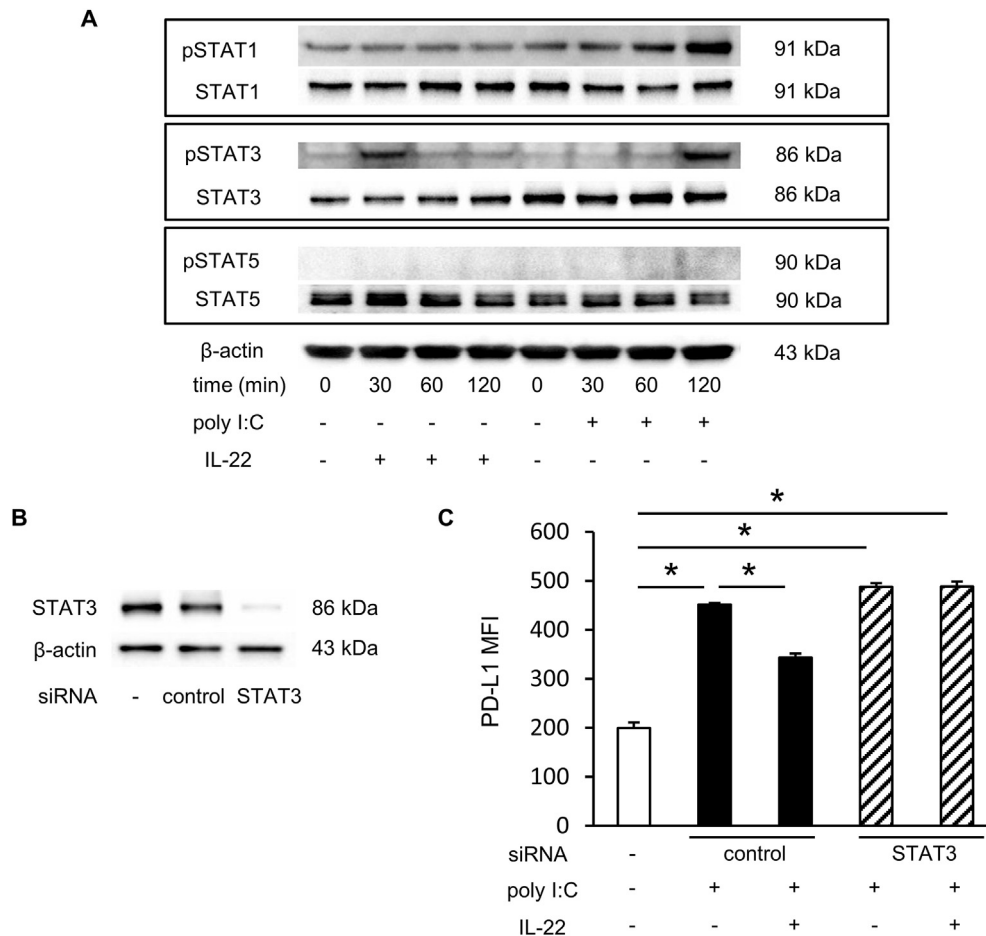 A
pSTAT1 91 kDa
STAT1 91 kDa
pSTAT3 86 kDa
STAT3 86 kDa
pSTAT5 90 kDa
STAT5 90 kDa
β-actin 43 kDa
time (min) 0 30 60 120 0 30 60 120
poly I:C - - - - - + + +
IL-22 - + + + - - - -
B
STAT3 86 kDa
β-actin 43 kDa
siRNA - control STAT3
C
PD-L1 MFI
600
500
400
300
200
100
0
*
*
* *
siRNA - control STAT3
poly I:C - + + + +
IL-22 - - + - +